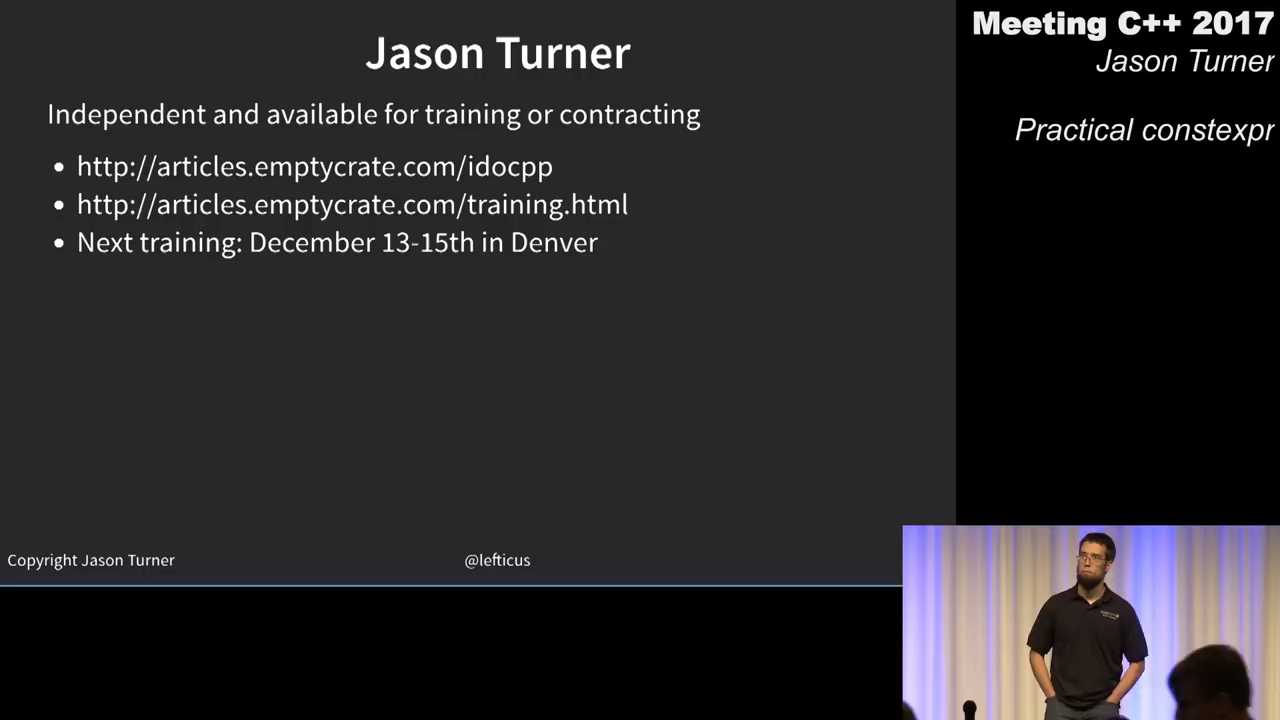 Jason Turner
Independent and available for training or contracting
• http://articles.emptycrate.com/idocpp
• http://articles.emptycrate.com/training.html
• Next training: December 13-15th in Denver
Copyright Jason Turner
@lefticus
Meeting C++ 2017
Jason Turner
Practical constexpr